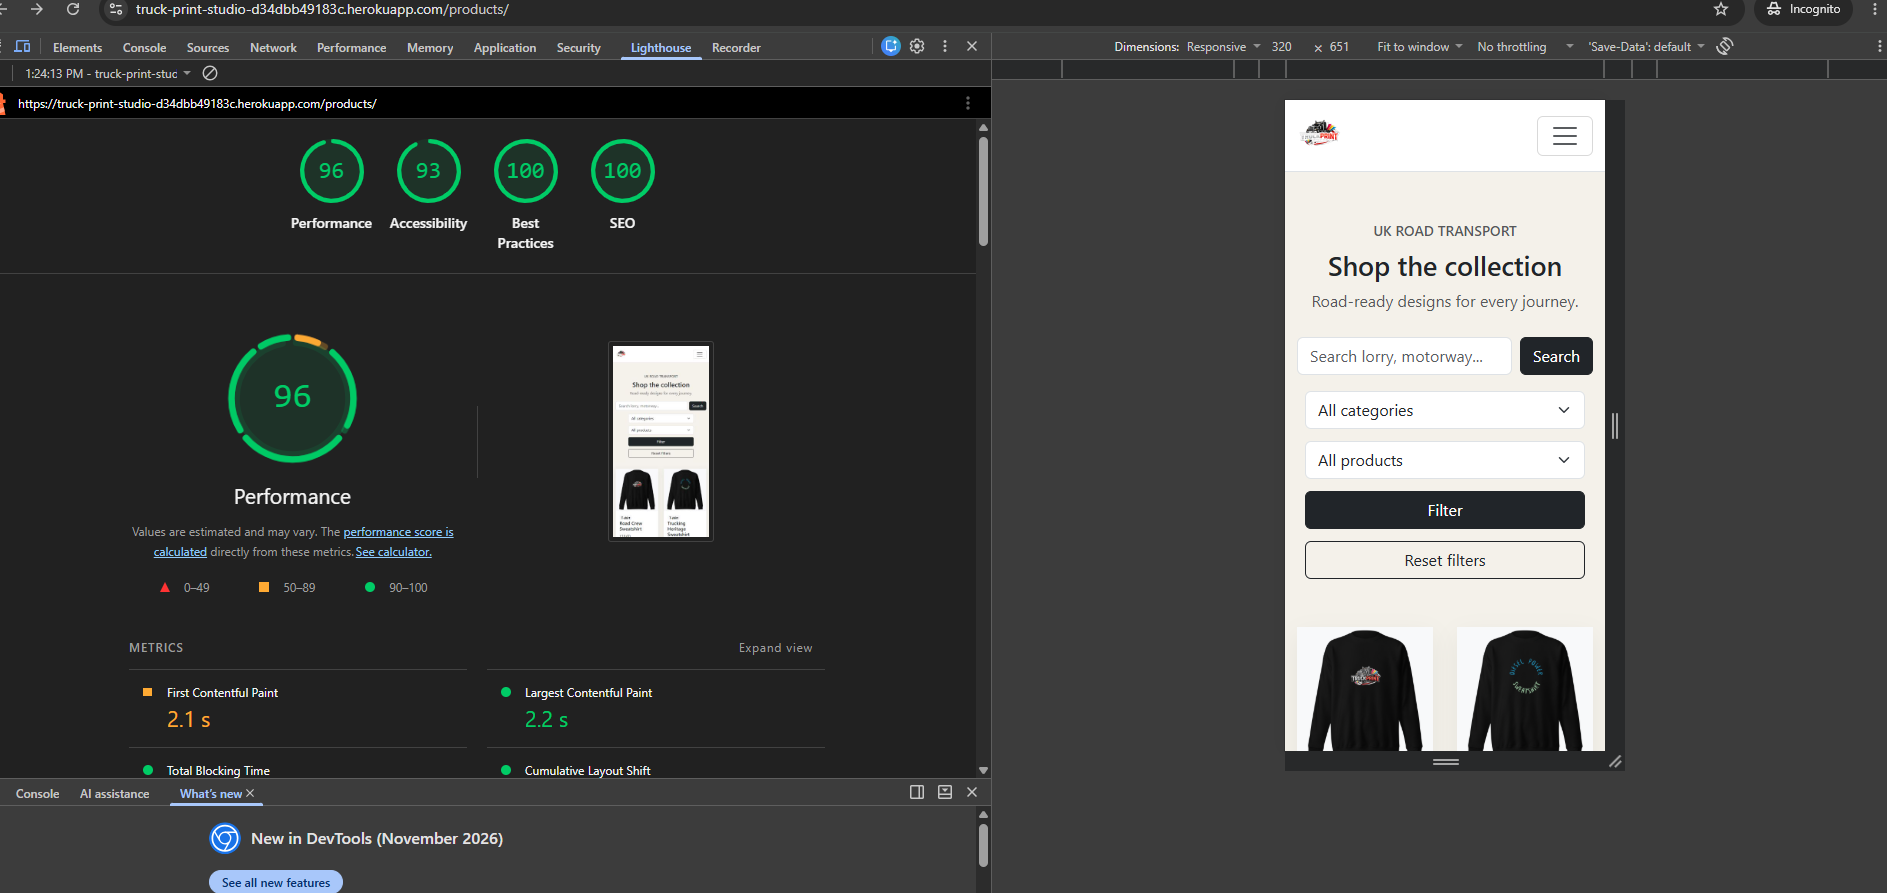 truck-print-studio-d34dbb49183c.herokuapp.com/products/
Incognito
Elements Console Sources Network Performance Memory Application Security Lighthouse Recorder
1:24:13 PM - truck-print-stuc
https://truck-print-studio-d34dbb49183c.herokuapp.com/products/
96 93 100 100
Performance Accessibility Best Practices SEO
96
Performance
Values are estimated and may vary. The performance score is
calculated directly from these metrics. See calculator.
0–49 50–89 90–100
METRICS
Expand view
First Contentful Paint
2.1 s
Largest Contentful Paint
2.2 s
Total Blocking Time
Cumulative Layout Shift
Console AI assistance What's new
New in DevTools (November 2026)
See all new features
Dimensions: Responsive 320 × 651 Fit to window No throttling 'Save-Data': default
UK ROAD TRANSPORT
Shop the collection
Road-ready designs for every journey.
Search lorry, motorway...
Search
All categories
All products
Filter
Reset filters
DIESEL POWER
SWEATSHIRT